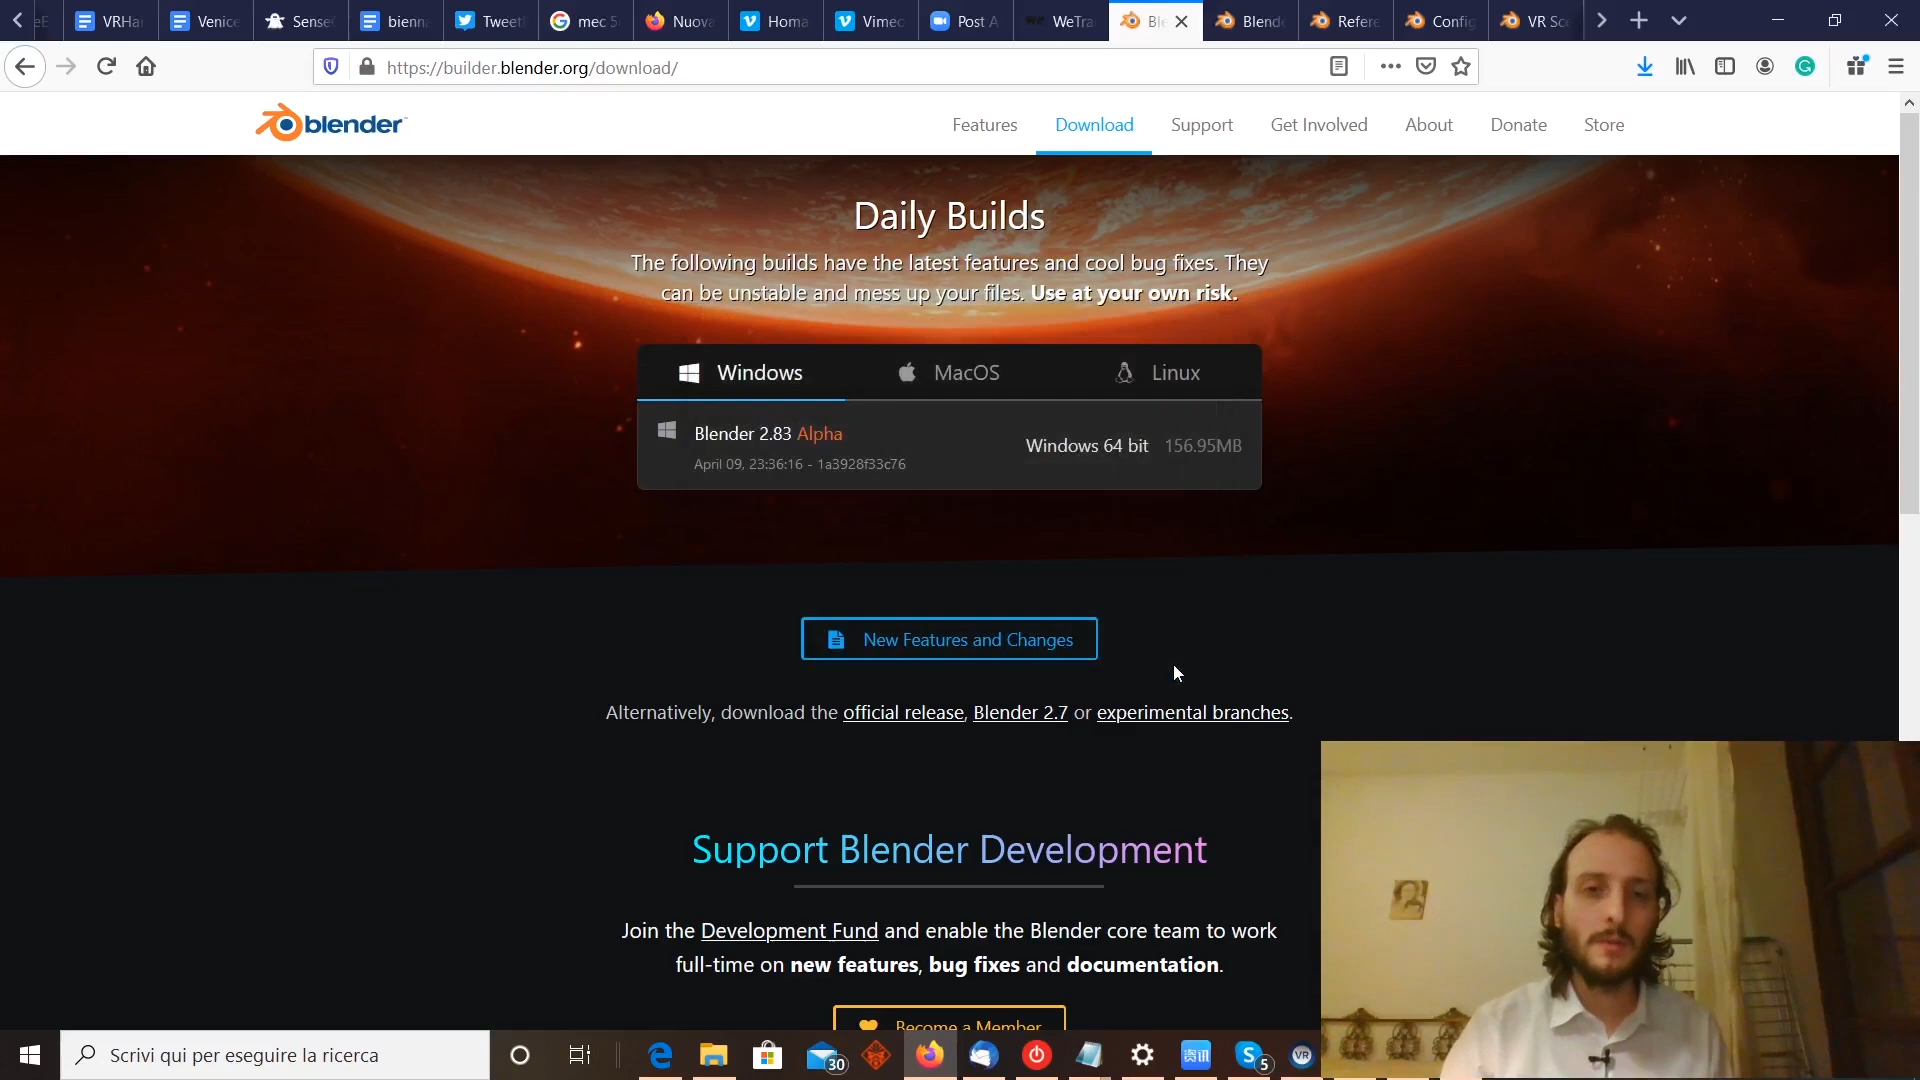 VRHa
Venice
Sense
bienn
Tweet
mec 5
Nuova
Homa
Vimeo
Post A
WeTra
Ble
Blend
Refere
Config
VR Sc
https://builder.blender.org/download/
blender
Features
Download
Support
Get Involved
About
Donate
Store
Daily Builds
The following builds have the latest features and cool bug fixes. They
can be unstable and mess up your files. Use at your own risk.
Windows
MacOS
Linux
Blender 2.83 Alpha
Windows 64 bit 156.95MB
April 09, 23:36:16 - 1a3928f33c76
New Features and Changes
Alternatively, download the official release, Blender 2.7 or experimental branches.
Support Blender Development
Join the Development Fund and enable the Blender core team to work
full-time on new features, bug fixes and documentation.
Become a Member
Scrivi qui per eseguire la ricerca
30
5
VR